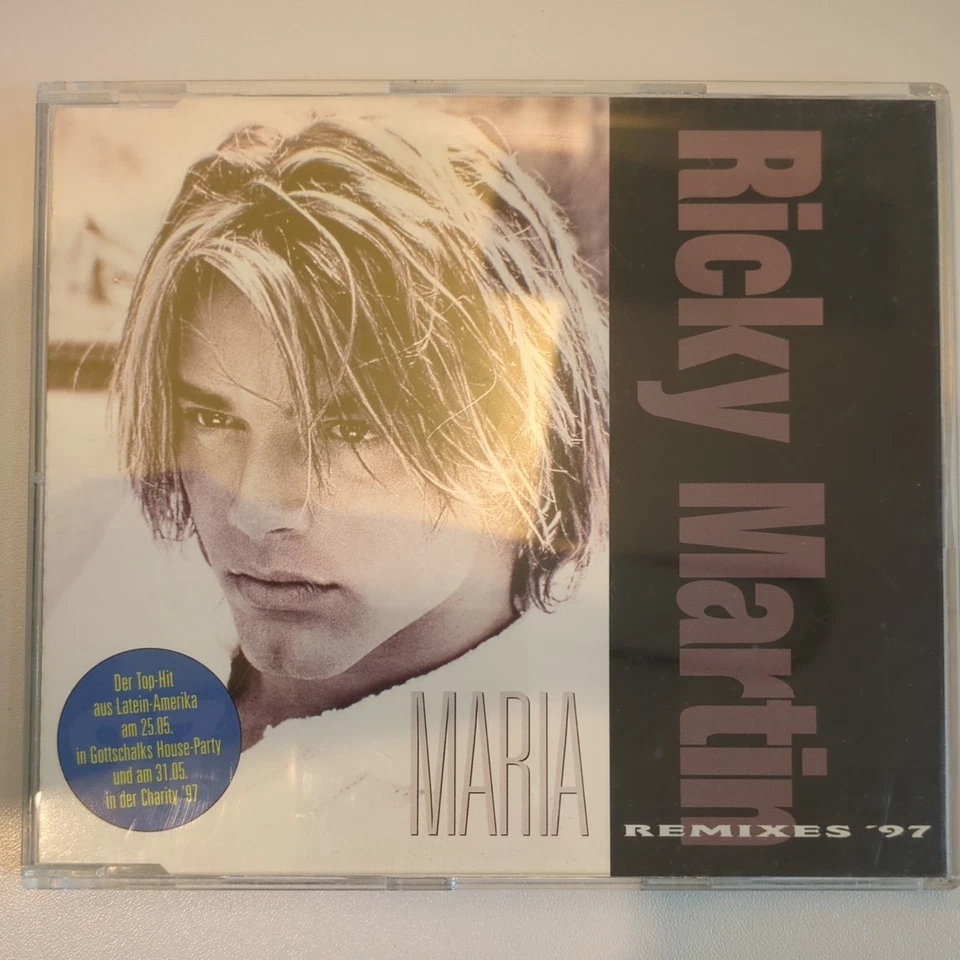 Ricky Martin
MARIA
REMIXES ´97
Der Top-Hit
aus Latein-Amerika
am 25.05.
in Gottschalks House-Party
und am 31.05.
in der Charity '97